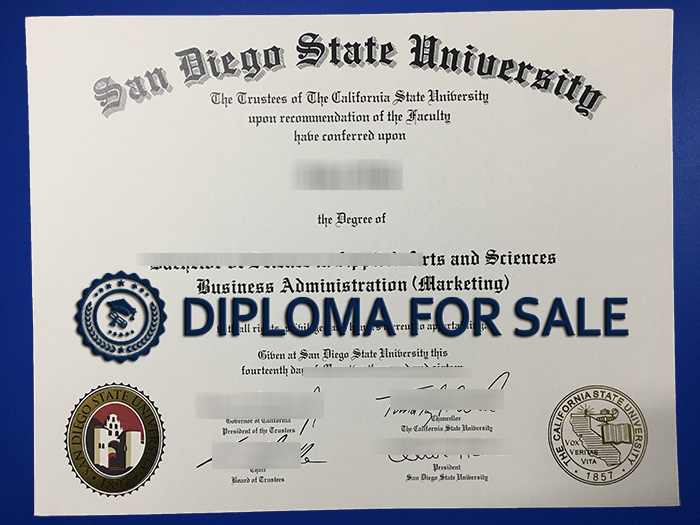 San Diego State University
The Trustees of The California State University
upon recommendation of the Faculty
have conferred upon
the Degree of
Arts and Sciences
Business Administration (Marketing)
DIPLOMA FOR SALE
Given at San Diego State University this
fourteenth day of
Governor of California
President of the Trustees
Chancellor
The California State University
Chair
Board of Trustees
President
San Diego State University
SAN DIEGO STATE UNIVERSITY
1897
THE CALIFORNIA STATE UNIVERSITY
VOX
VERITAS
VITA
1857